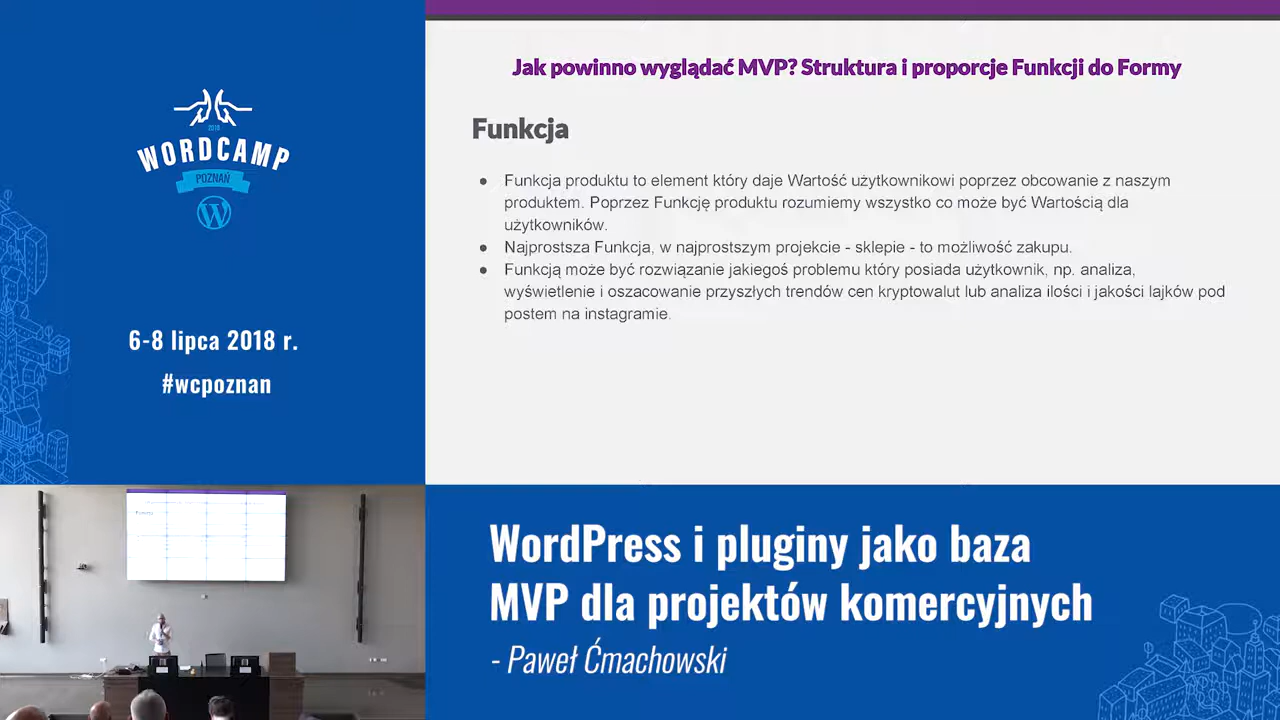 2018
WORDCAMP
POZNAŃ
6-8 lipca 2018 r.
#wcpoznan
Jak powinno wyglądać MVP? Struktura i proporcje Funkcji do Formy
Funkcja
● Funkcja produktu to element który daje Wartość użytkownikowi poprzez obcowanie z naszym
produktem. Poprzez Funkcję produktu rozumiemy wszystko co może być Wartością dla
użytkowników.
● Najprostsza Funkcja, w najprostszym projekcie - sklepie - to możliwość zakupu.
● Funkcją może być rozwiązanie jakiegoś problemu który posiada użytkownik, np. analiza,
wyświetlenie i oszacowanie przyszłych trendów cen kryptowalut lub analiza ilości i jakości lajków pod
postem na instagramie.
WordPress i pluginy jako baza
MVP dla projektów komercyjnych
- Paweł Ćmachowski